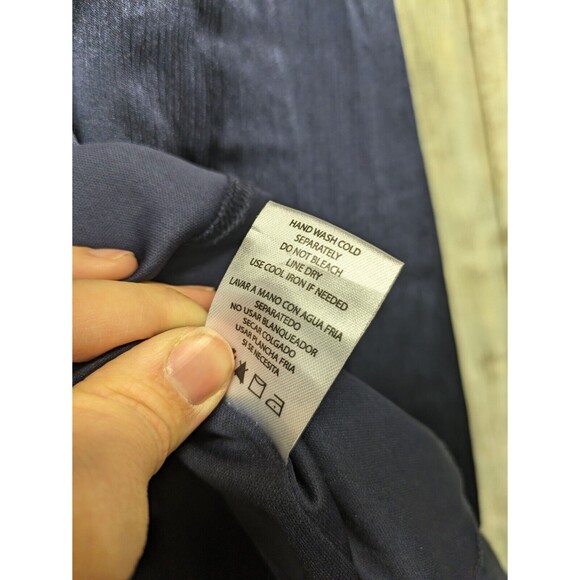 HAND WASH COLD
SEPARATELY
DO NOT BLEACH
LINE DRY
USE COOL IRON IF NEEDED
LAVAR A MANO CON AGUA FRIA
SEPARATEDO
NO USAR BLANQUEADOR
SECAR COLGADO
USAR PLANCHA FRIA
SI SE NECESITA